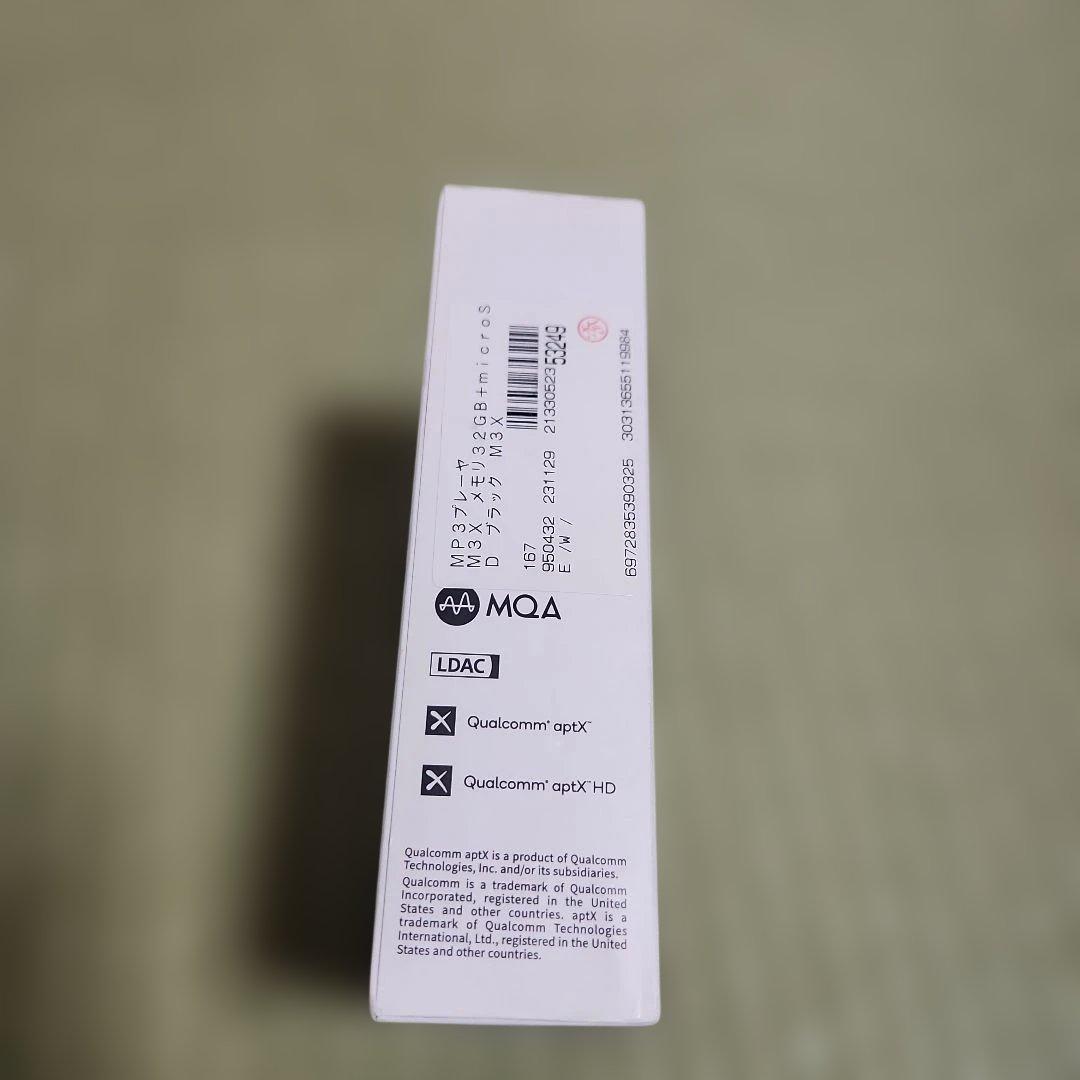 MP3プレーヤ
M3X メモリ32GB+microS
D ブラック M3X
167
950432 231129 2133052353249
E /W /
6972835390325 30313655119984
MQA
LDAC
Qualcomm® aptX™
Qualcomm® aptX™ HD
Qualcomm aptX is a product of Qualcomm
Technologies, Inc. and/or its subsidiaries.
Qualcomm is a trademark of Qualcomm
Incorporated, registered in the United
States and other countries. aptX is a
trademark of Qualcomm Technologies
International, Ltd., registered in the United
States and other countries.